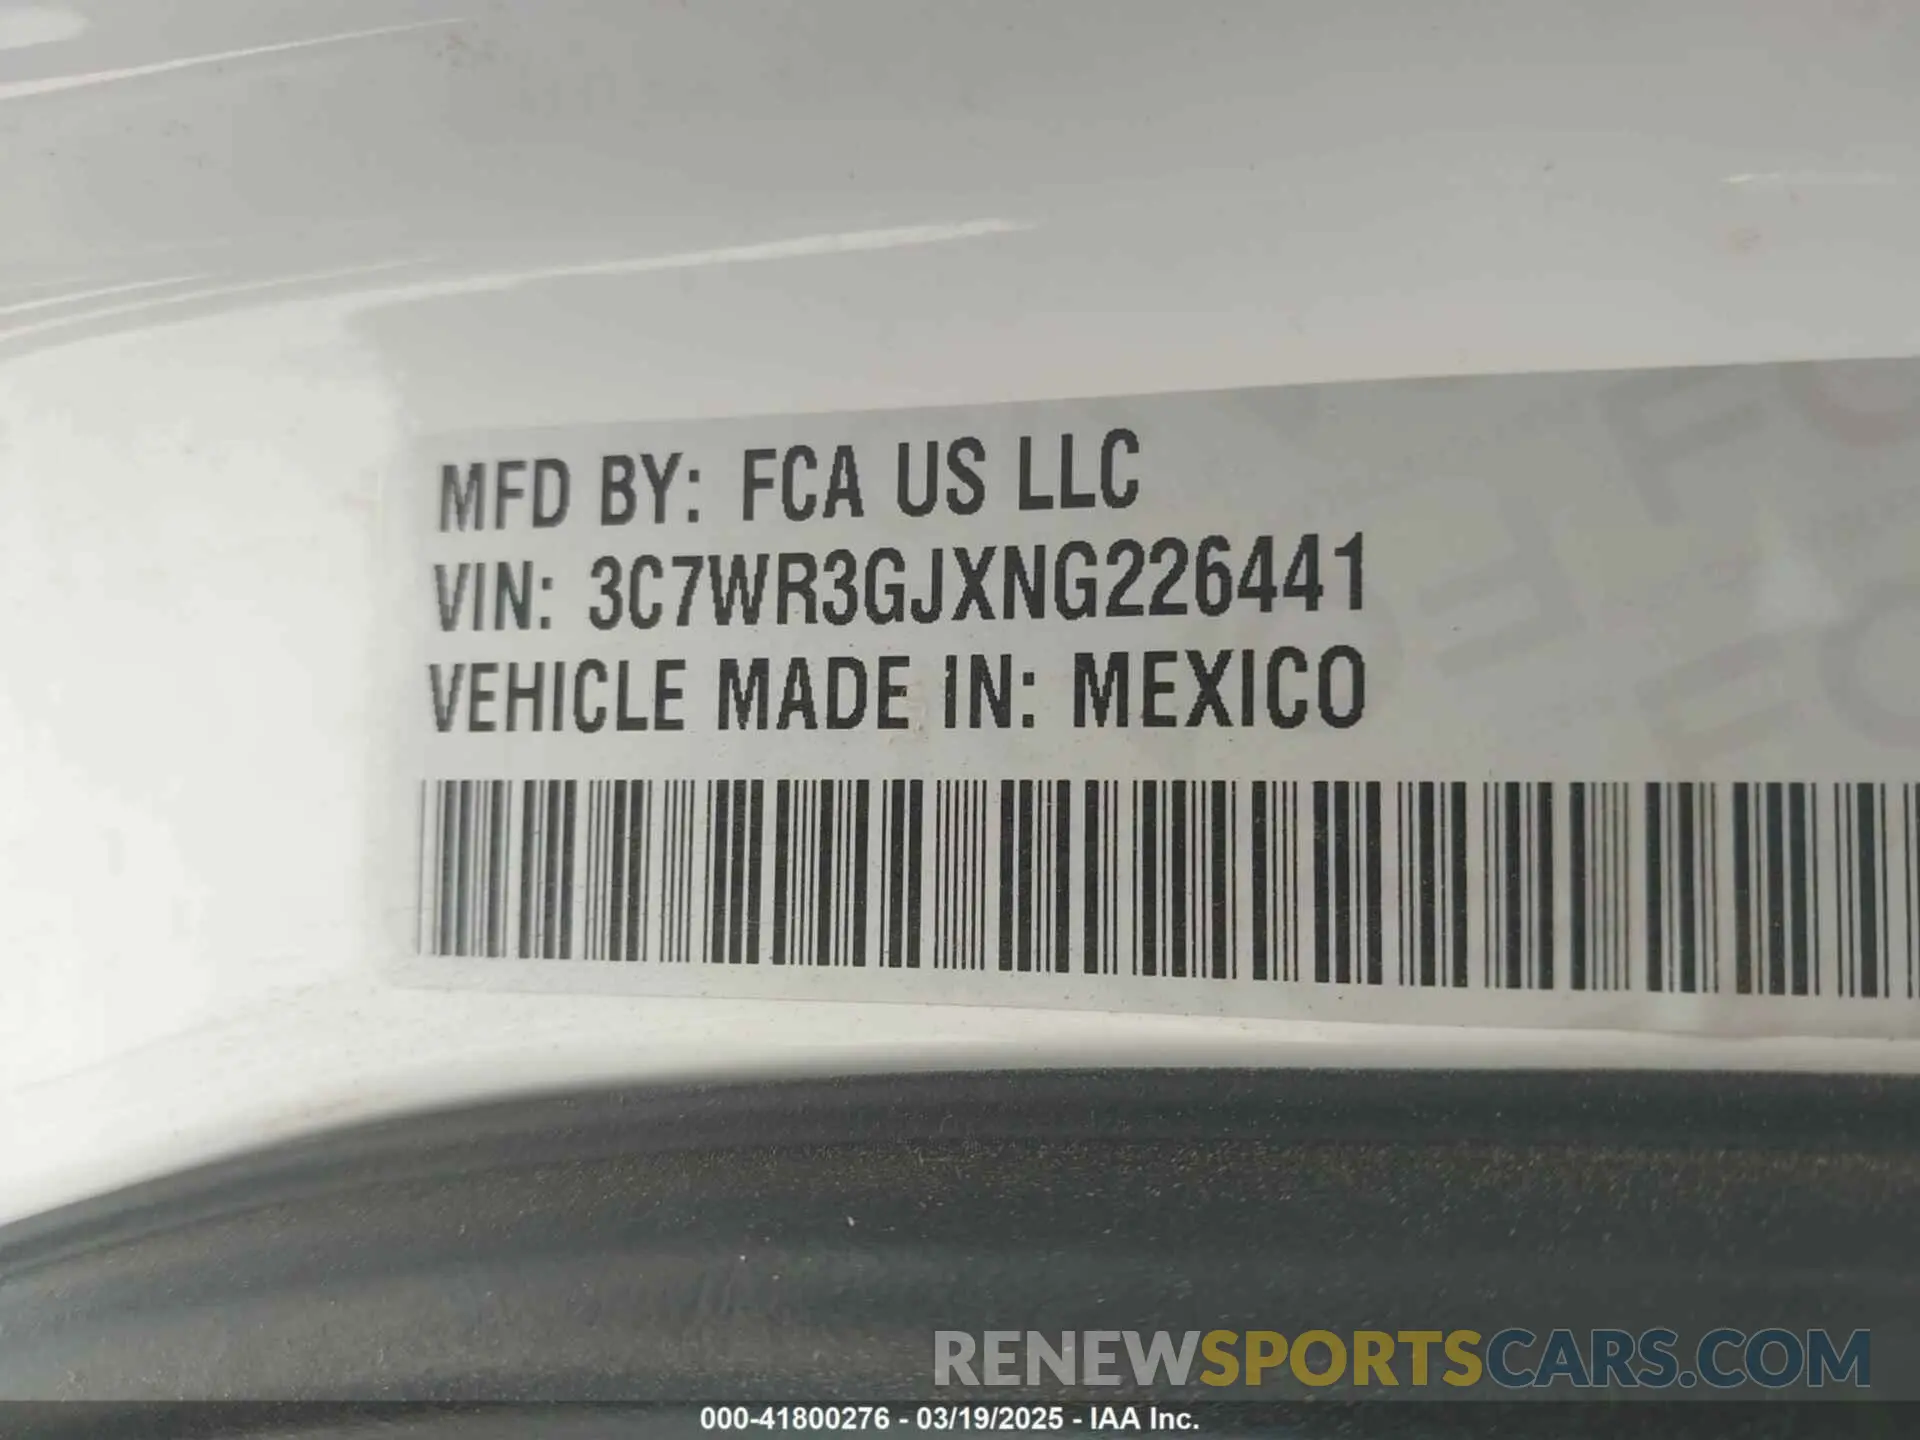 MFD BY: FCA US LLC
VIN: 3C7WR3GJXNG226441
VEHICLE MADE IN: MEXICO
RENEWSPORTSCARS.COM
000-41800276 - 03/19/2025 - IAA Inc.